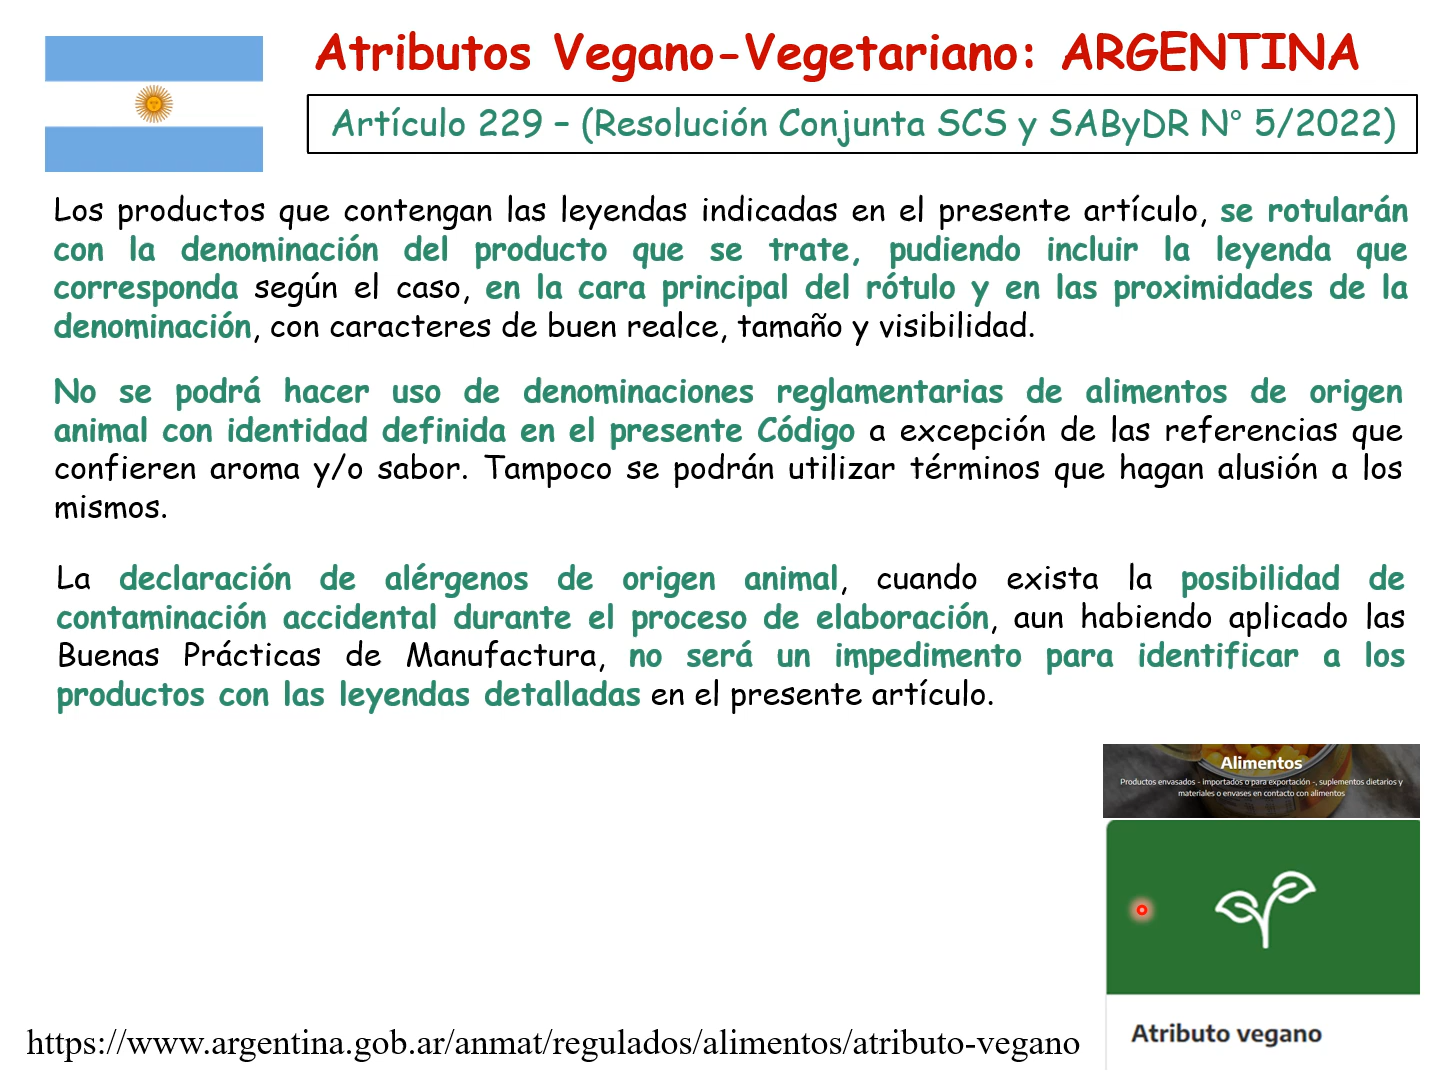 Atributos Vegano-Vegetariano: ARGENTINA
Artículo 229 – (Resolución Conjunta SCS y SAByDR N° 5/2022)
Los productos que contengan las leyendas indicadas en el presente artículo, se rotularán
con la denominación del producto que se trate, pudiendo incluir la leyenda que
corresponda según el caso, en la cara principal del rótulo y en las proximidades de la
denominación, con caracteres de buen realce, tamaño y visibilidad.
No se podrá hacer uso de denominaciones reglamentarias de alimentos de origen
animal con identidad definida en el presente Código a excepción de las referencias que
confieren aroma y/o sabor. Tampoco se podrán utilizar términos que hagan alusión a los
mismos.
La declaración de alérgenos de origen animal, cuando exista la posibilidad de
contaminación accidental durante el proceso de elaboración, aun habiendo aplicado las
Buenas Prácticas de Manufactura, no será un impedimento para identificar a los
productos con las leyendas detalladas en el presente artículo.
Alimentos
Productos envasados - importados o para exportación -, suplementos dietarios y
materiales o envases en contacto con alimentos
Atributo vegano
https://www.argentina.gob.ar/anmat/regulados/alimentos/atributo-vegano